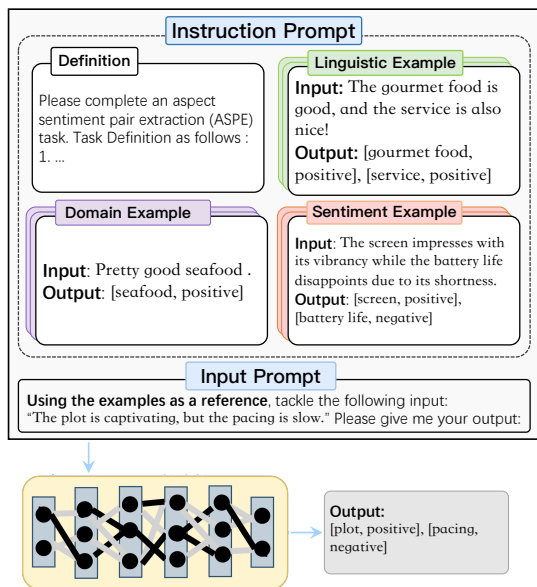 Instruction Prompt
Definition
Please complete an aspect
sentiment pair extraction (ASPE)
task. Task Definition as follows :
1. ...
Linguistic Example
Input: The gourmet food is
good, and the service is also
nice!
Output: [gourmet food,
positive], [service, positive]
Domain Example
Input: Pretty good seafood .
Output: [seafood, positive]
Sentiment Example
Input: The screen impresses with
its vibrancy while the battery life
disappoints due to its shortness.
Output: [screen, positive],
[battery life, negative]
Input Prompt
Using the examples as a reference, tackle the following input:
“The plot is captivating, but the pacing is slow.” Please give me your output:
Output:
[plot, positive], [pacing,
negative]